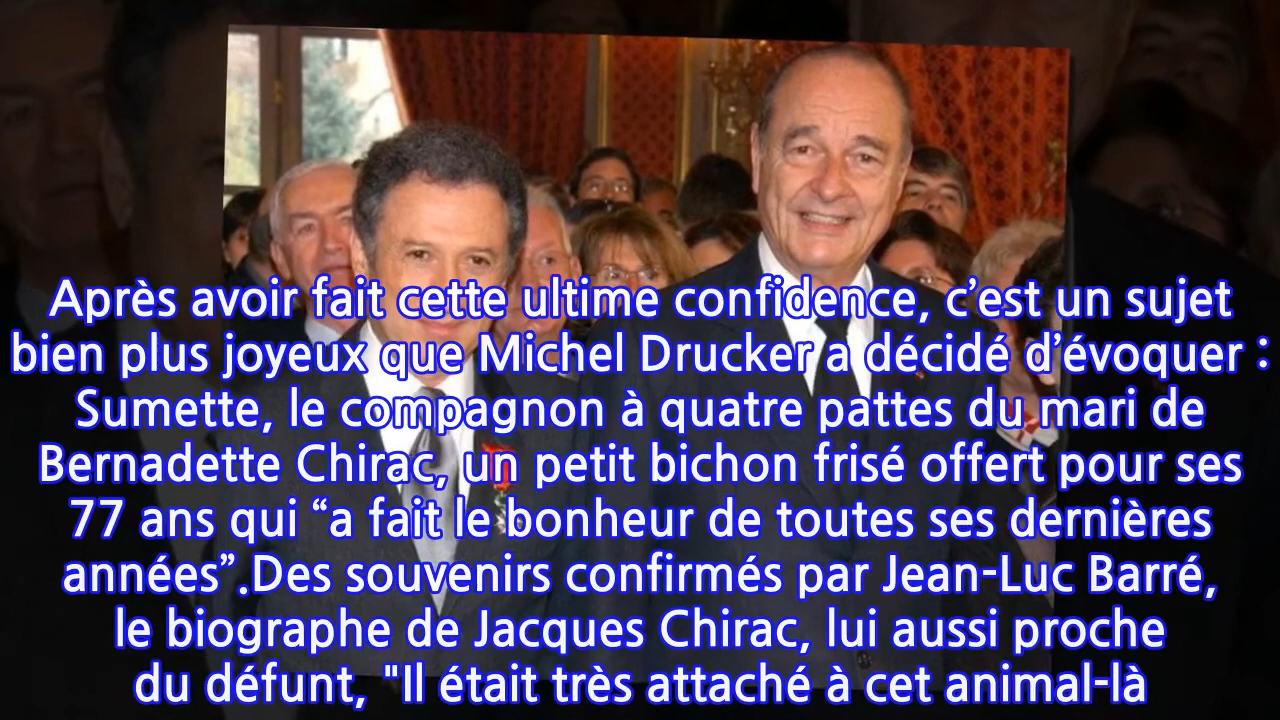 Après avoir fait cette ultime confidence, c’est un sujet
bien plus joyeux que Michel Drucker a décidé d’évoquer :
Sumette, le compagnon à quatre pattes du mari de
Bernadette Chirac, un petit bichon frisé offert pour ses
77 ans qui “a fait le bonheur de toutes ses dernières
années”.Des souvenirs confirmés par Jean-Luc Barré,
le biographe de Jacques Chirac, lui aussi proche
du défunt, "Il était très attaché à cet animal-là